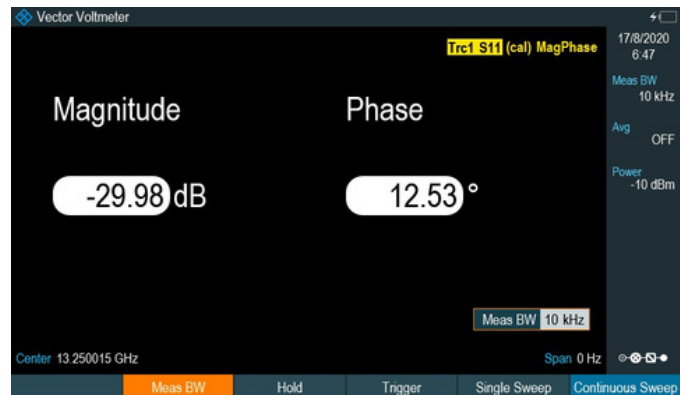 Vector Voltmeter
17/8/2020
6:47
Trc1 S11 (cal) MagPhase
Meas BW
10 kHz
Avg
OFF
Power
-10 dBm
Magnitude
Phase
-29.98 dB
12.53 °
Meas BW 10 kHz
Center 13.250015 GHz
Span 0 Hz
Meas BW
Hold
Trigger
Single Sweep
Continuous Sweep